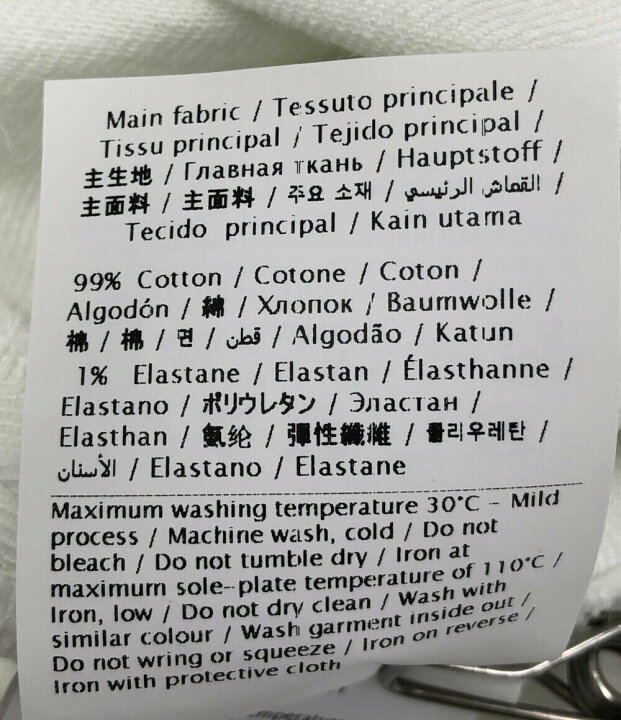 Main fabric / Tessuto principale /
Tissu principal / Tejido principal /
主生地 / Главная ткань / Hauptstoff /
主面料 / 主面料 / 주요 소재 / القماش الرئيسي /
Tecido principal / Kain utama
99% Cotton / Cotone / Coton /
Algodón / 綿 / Хлопок / Baumwolle /
棉 / 棉 / 면 / قطن / Algodão / Katun
1% Elastane / Elastan / Élasthanne /
Elastano / ポリウレタン / Эластан /
Elasthan / 氨纶 / 彈性纖維 / 폴리우레탄 /
الأسنان / Elastano / Elastane
Maximum washing temperature 30°C - Mild
process / Machine wash, cold / Do not
bleach / Do not tumble dry / Iron at
maximum sole-plate temperature of 110°C /
Iron, low / Do not dry clean / Wash with
similar colour / Wash garment inside out /
Do not wring or squeeze / Iron on reverse /
Iron with protective cloth